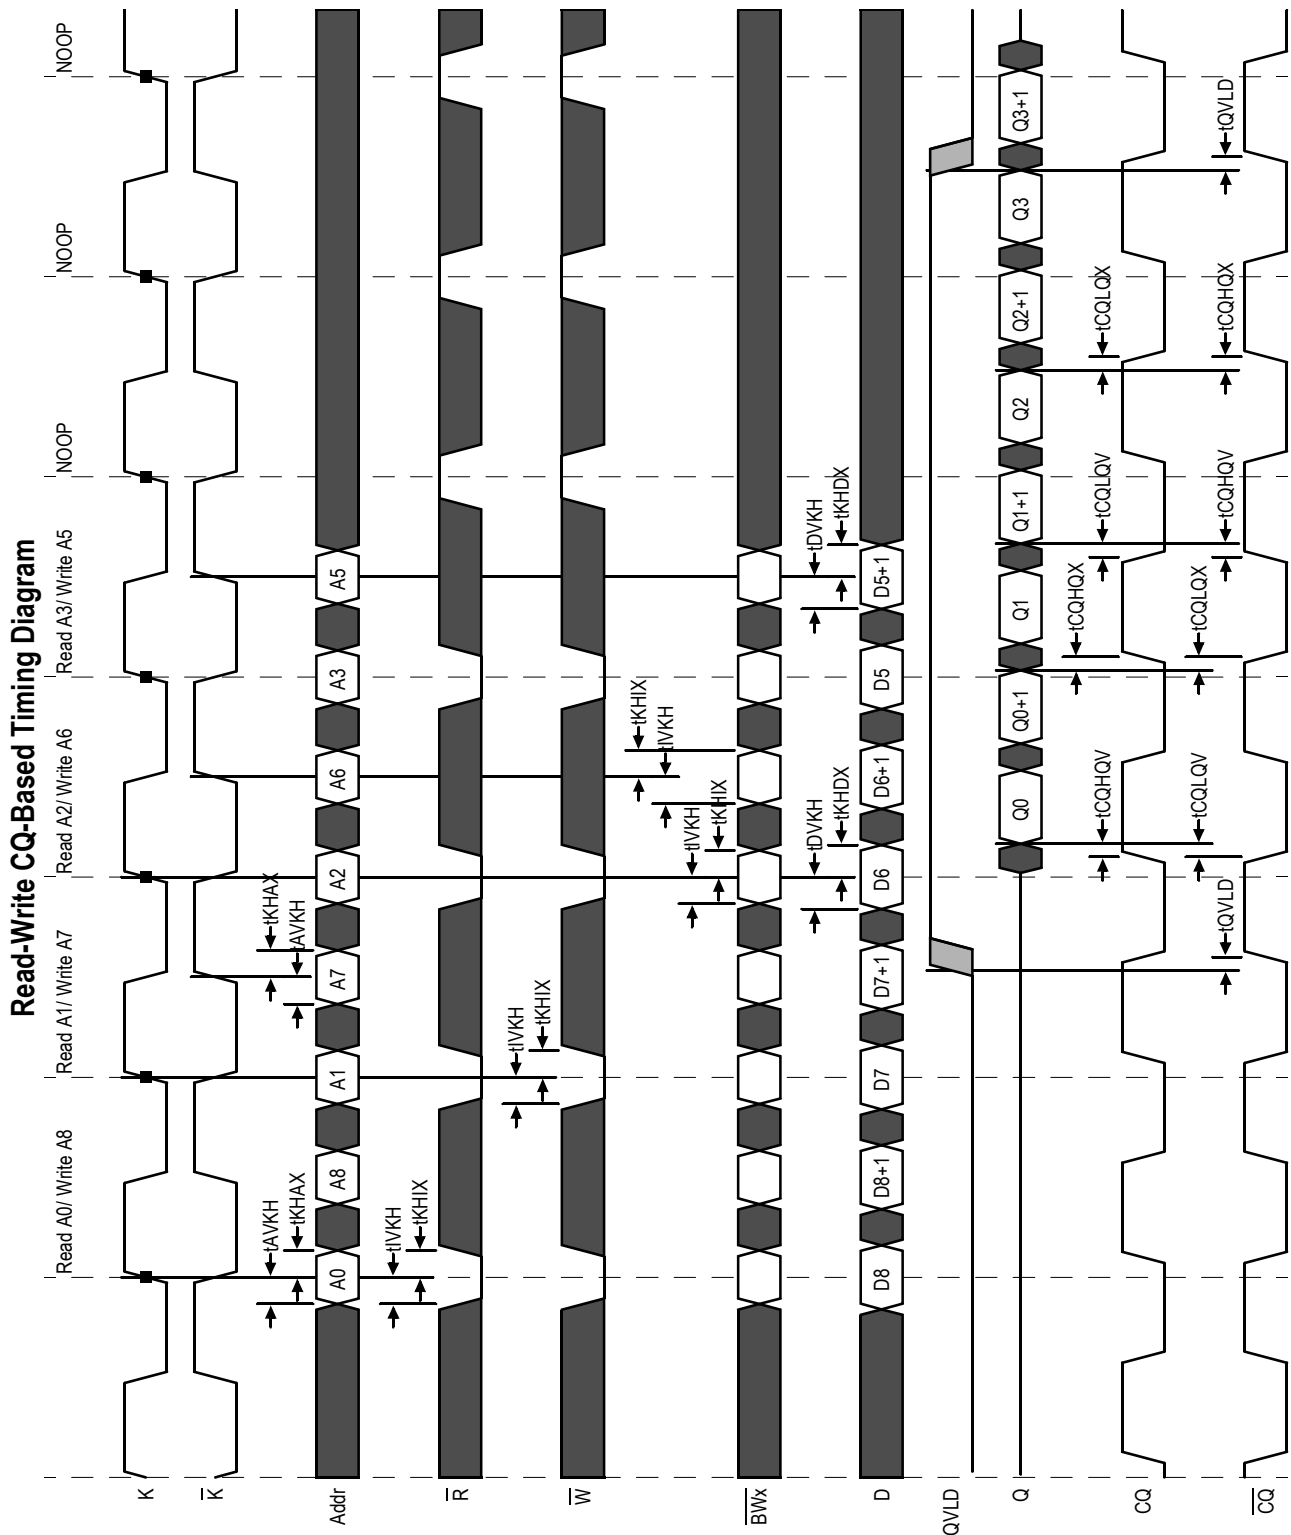 Read-Write CQ-Based Timing Diagram
Read A0/ Write A8 Read A1/ Write A7 Read A2/ Write A6 Read A3/ Write A5 NOOP NOOP NOOP
K
K̅
tAVKH tKHAX
tKHAX tAVKH
Addr A0 A8 A1 A7 A2 A6 A3 A5
tIVKH
tKHIX
R̅
tIVKH
tKHIX
W̅
tKHIX
tIVKH
tIVKH
tKHIX
B̅W̅x̅
tDVKH tDVKH
tKHDX tKHDX
D D8 D8+1 D7 D7+1 D6 D6+1 D5 D5+1
QVLD
Q Q0 Q0+1 Q1 Q1+1 Q2 Q2+1 Q3 Q3+1
tCQHQX
tCQHQV tCQLQV tCQLQX
CQ
tCQLQV tCQLQX
tQVLD tCQHQV tCQHQX tQVLD
C̅Q̅